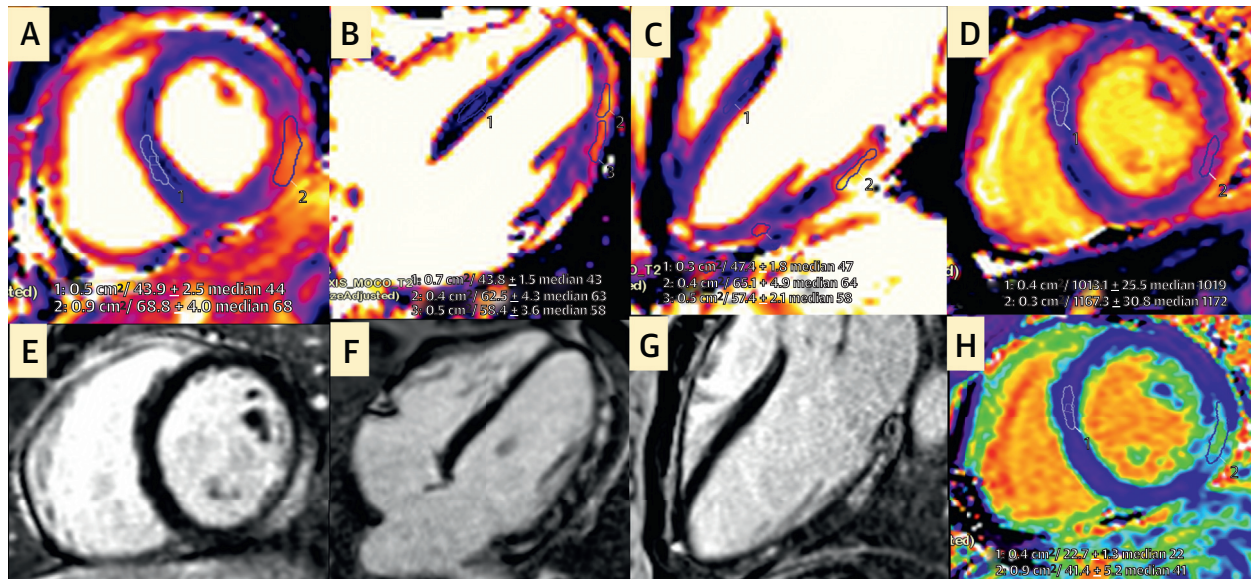 A
B
C
D
1
2
1: 0.5 cm²/ 43.9 ± 2.5 median 44
2: 0.9 cm²/ 68.8 + 4.0 median 68
1
2
3
1: 0.7 cm²/ 43.8 ± 1.5 median 43
2: 0.4 cm²/ 62.5 ± 4.3 median 63
3: 0.5 cm²/ 58.4 ± 3.6 median 58
1
2
1: 0.3 cm²/ 47.4 + 1.8 median 47
2: 0.4 cm²/ 65.1 + 4.9 median 64
3: 0.5 cm²/ 57.4 + 2.1 median 58
1
2
1: 0.4 cm²/ 1013.1 ± 25.5 median 1019
2: 0.3 cm²/ 1167.3 ± 30.8 median 1172
E
F
G
H
1
2
1: 0.4 cm²/ 22.7 + 1.3 median 22
2: 0.9 cm²/ 41.4 + 5.2 median 41